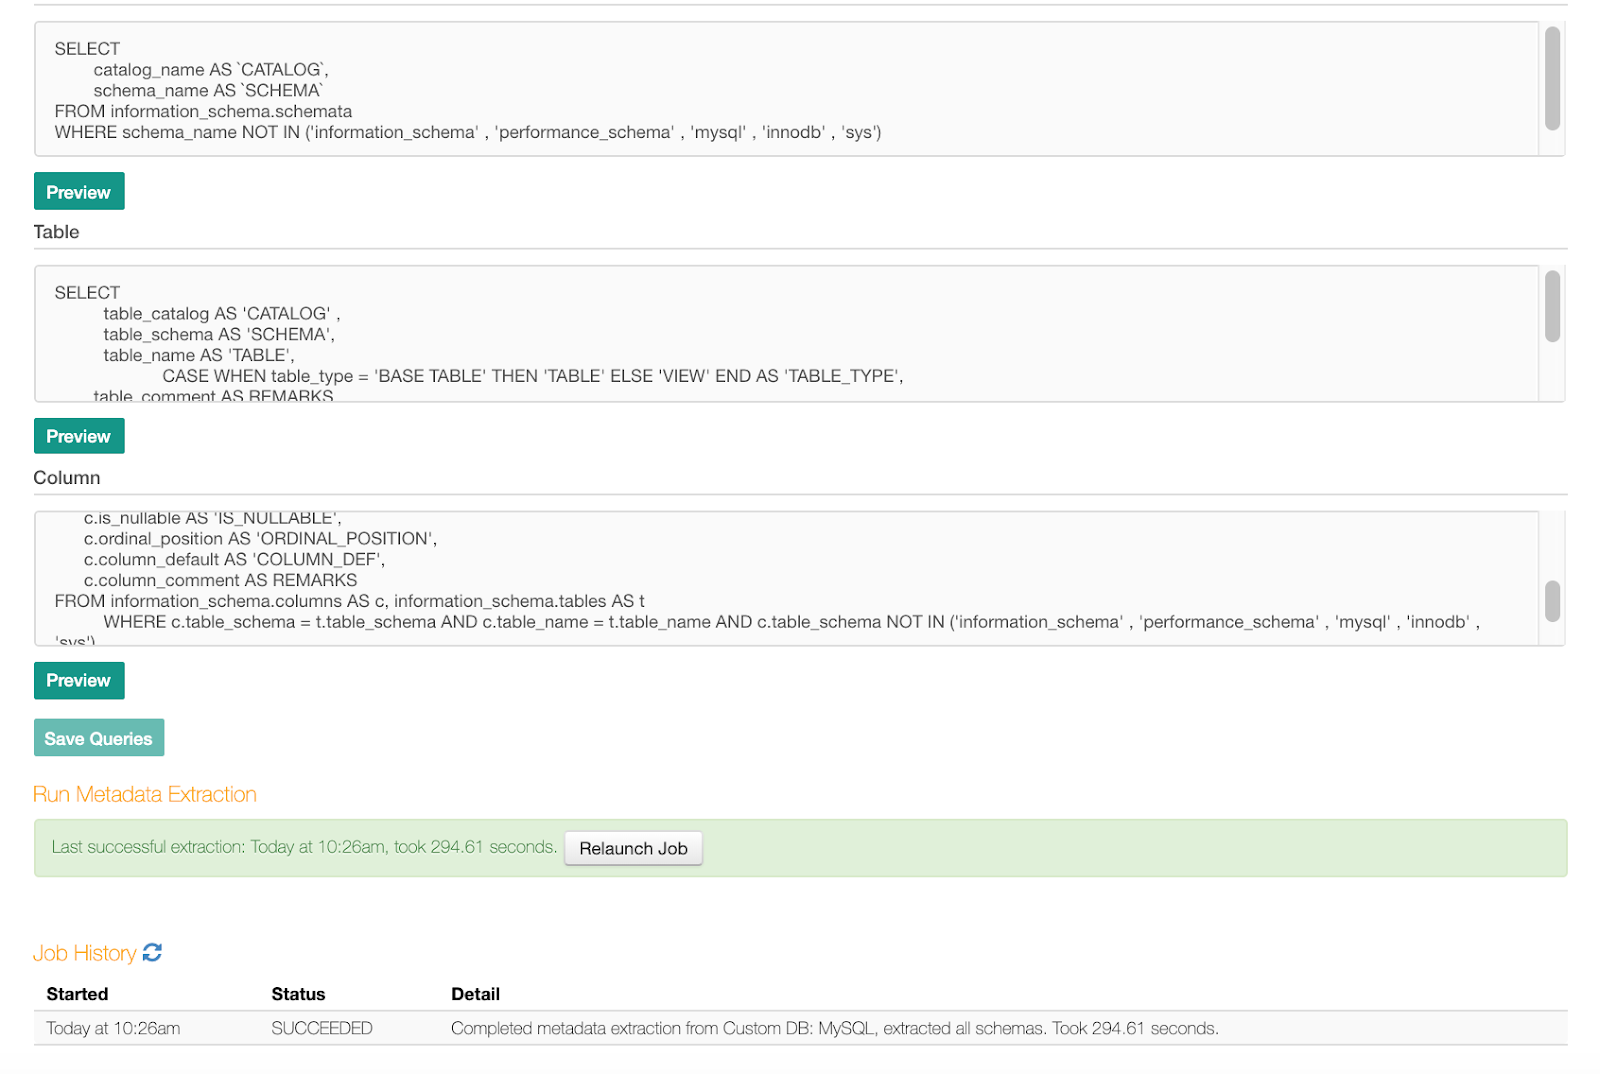 SELECT
catalog_name AS `CATALOG`,
schema_name AS `SCHEMA`
FROM information_schema.schemata
WHERE schema_name NOT IN ('information_schema' , 'performance_schema' , 'mysql' , 'innodb' , 'sys')
Preview
Table
SELECT
table_catalog AS 'CATALOG' ,
table_schema AS 'SCHEMA',
table_name AS 'TABLE',
CASE WHEN table_type = 'BASE TABLE' THEN 'TABLE' ELSE 'VIEW' END AS 'TABLE_TYPE',
table_comment AS REMARKS
Preview
Column
c.is_nullable AS 'IS_NULLABLE',
c.ordinal_position AS 'ORDINAL_POSITION',
c.column_default AS 'COLUMN_DEF',
c.column_comment AS REMARKS
FROM information_schema.columns AS c, information_schema.tables AS t
WHERE c.table_schema = t.table_schema AND c.table_name = t.table_name AND c.table_schema NOT IN ('information_schema' , 'performance_schema' , 'mysql' , 'innodb' ,
'sys')
Preview
Save Queries
Run Metadata Extraction
Last successful extraction: Today at 10:26am, took 294.61 seconds. Relaunch Job
Job History
Started Status Detail
Today at 10:26am SUCCEEDED Completed metadata extraction from Custom DB: MySQL, extracted all schemas. Took 294.61 seconds.